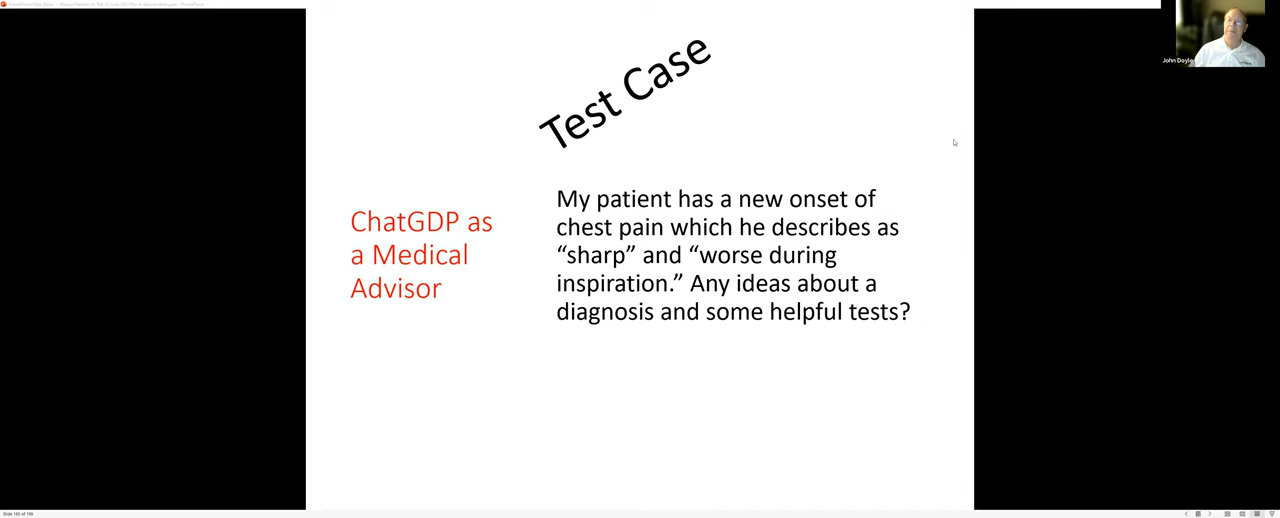 John Doyle
Test Case
ChatGDP as
a Medical
Advisor
My patient has a new onset of
chest pain which he describes as
“sharp” and “worse during
inspiration.” Any ideas about a
diagnosis and some helpful tests?